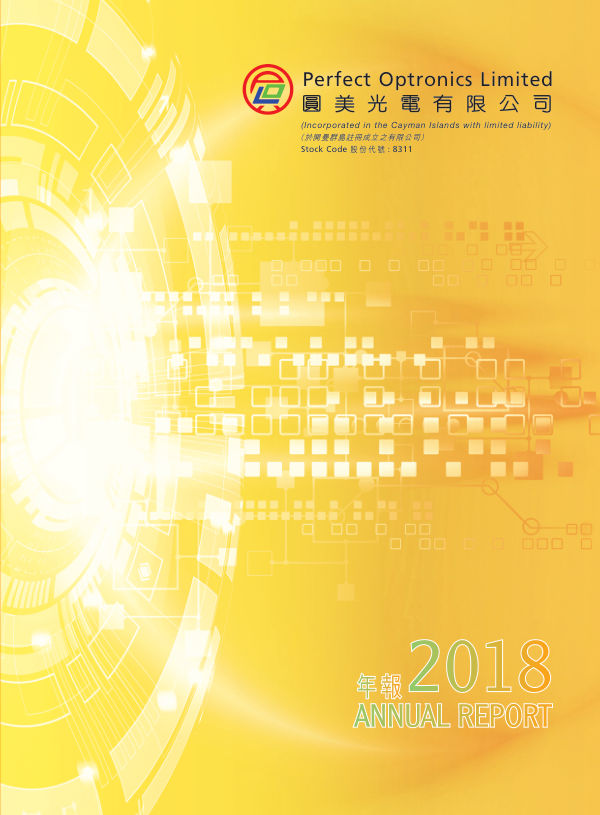 Perfect Optronics Limited
圓美光電有限公司
(Incorporated in the Cayman Islands with limited liability)
(於開曼群島註冊成立之有限公司)
Stock Code 股份代號 : 8311
年報 2018
ANNUAL REPORT